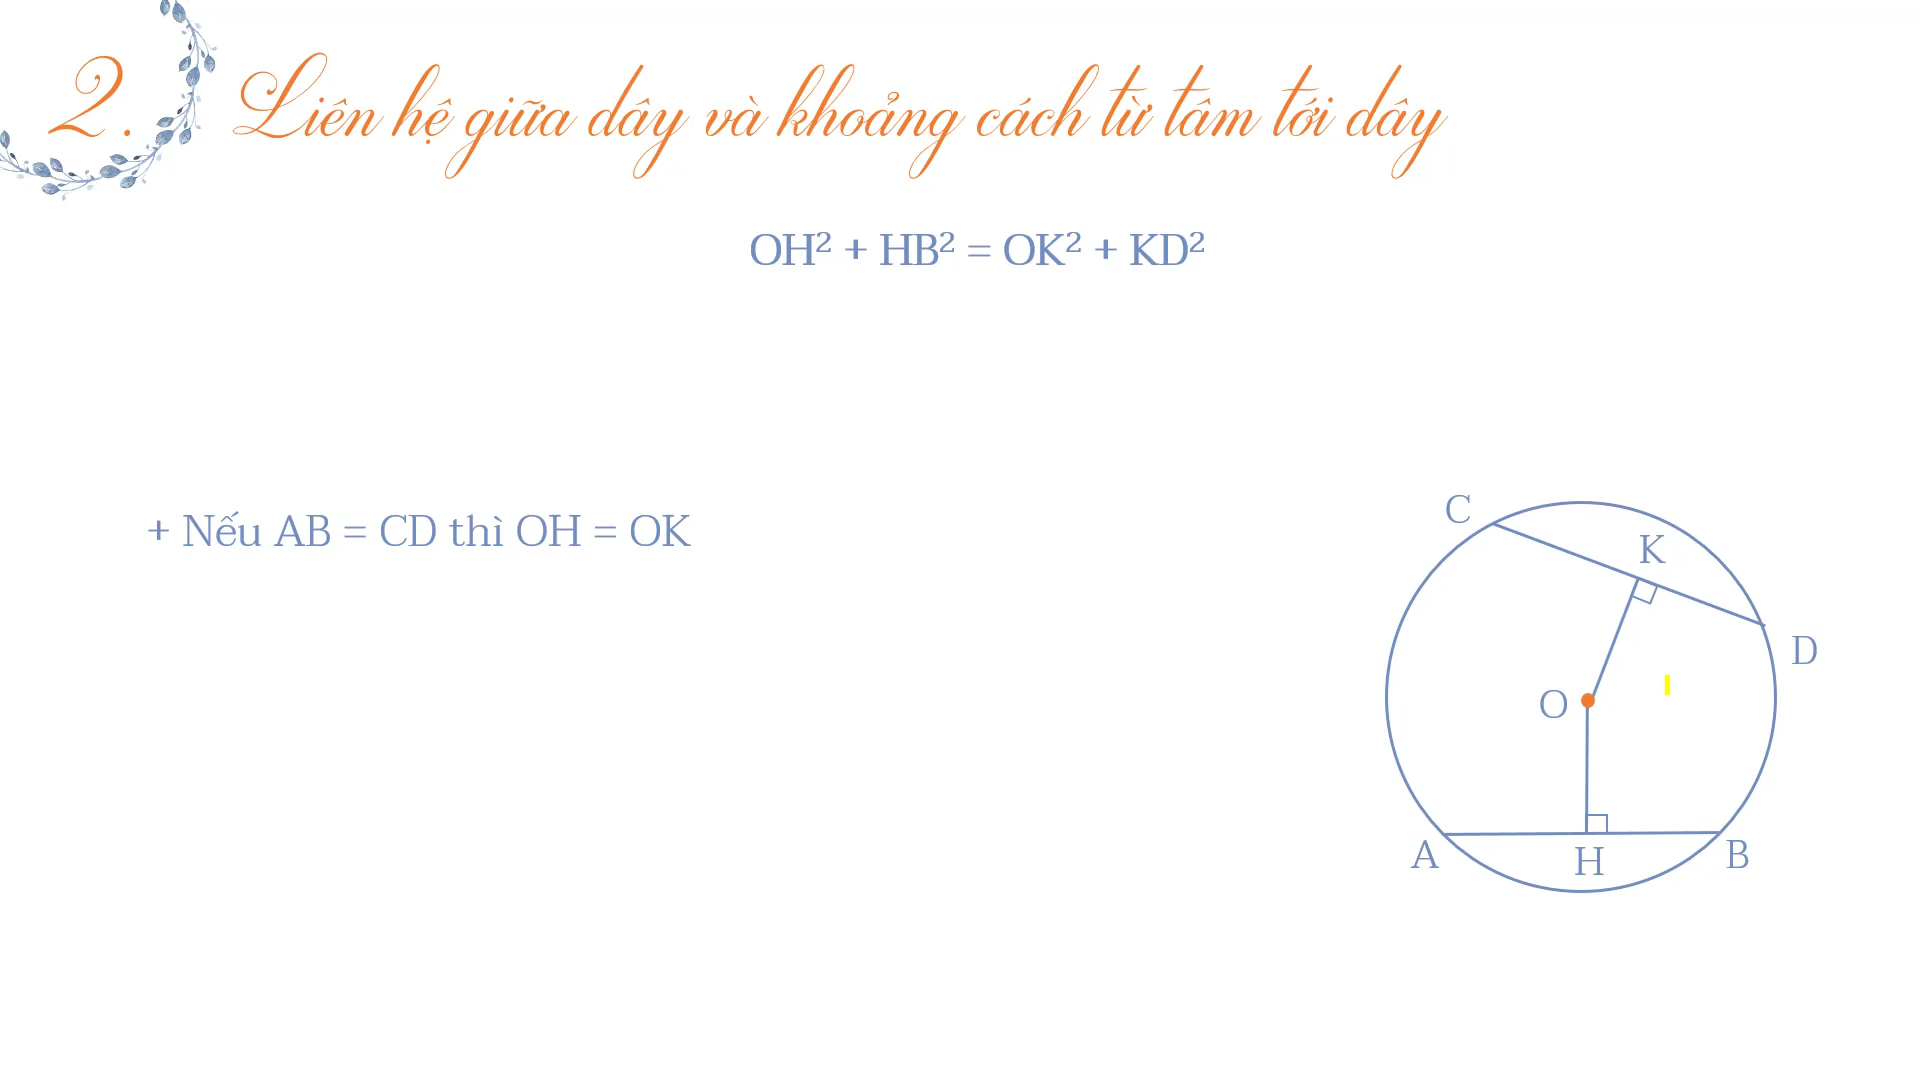 2. Liên hệ giữa dây và khoảng cách từ tâm tới dây
OH² + HB² = OK² + KD²
+ Nếu AB = CD thì OH = OK
C
K
D
O
A
H
B